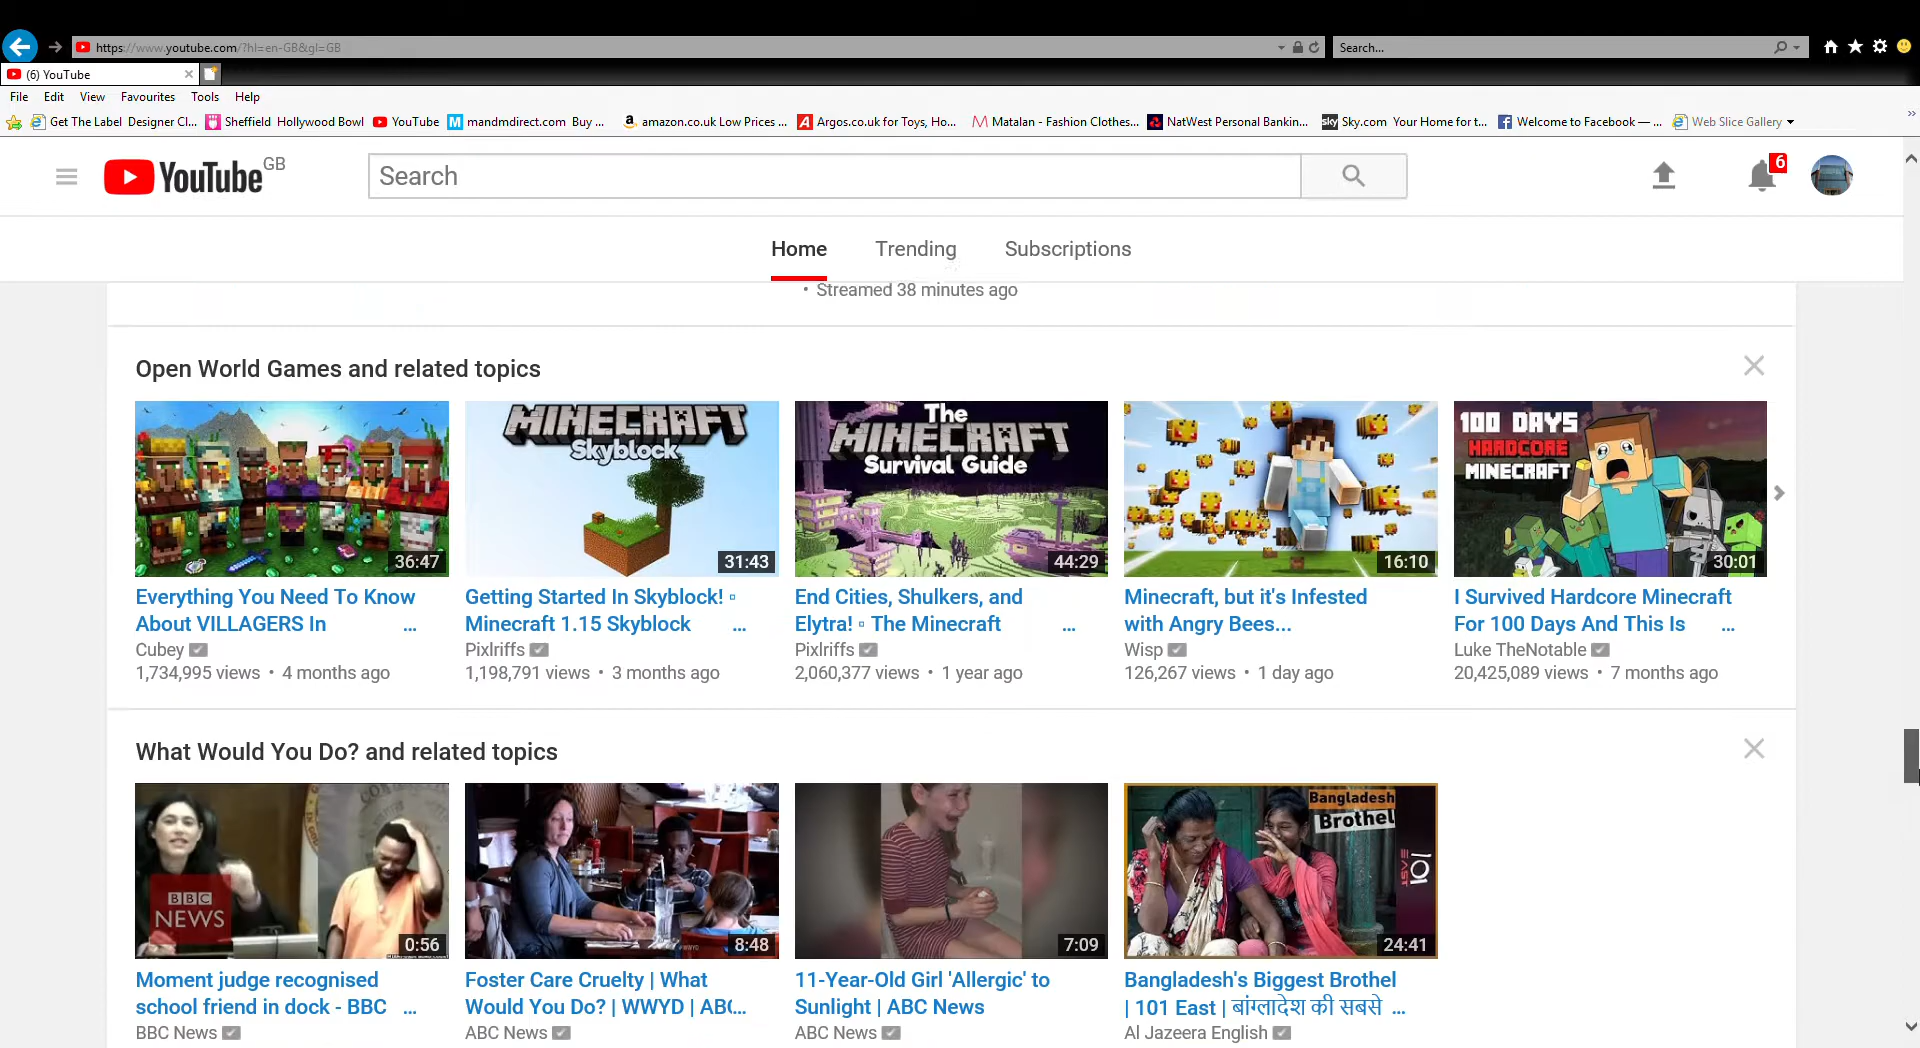 https://www.youtube.com/?hl=en-GB&gl=GB
Search...
(6) YouTube
File Edit View Favourites Tools Help
Get The Label Designer Cl... Sheffield Hollywood Bowl YouTube mandmdirect.com Buy ... amazon.co.uk Low Prices ... Argos.co.uk for Toys, Ho... Matalan - Fashion Clothes... NatWest Personal Bankin... sky Sky.com Your Home for t... Welcome to Facebook — ... Web Slice Gallery
YouTube GB
Search
6
Home Trending Subscriptions
• Streamed 38 minutes ago
Open World Games and related topics
36:47
MINECRAFT
Skyblock
31:43
The
MINECRAFT
Survival Guide
44:29
16:10
100 DAYS
HARDCORE
MINECRAFT
30:01
Everything You Need To Know
About VILLAGERS In ...
Cubey
1,734,995 views • 4 months ago
Getting Started In Skyblock! ▫
Minecraft 1.15 Skyblock ...
Pixlriffs
1,198,791 views • 3 months ago
End Cities, Shulkers, and
Elytra! ▫ The Minecraft ...
Pixlriffs
2,060,377 views • 1 year ago
Minecraft, but it's Infested
with Angry Bees...
Wisp
126,267 views • 1 day ago
I Survived Hardcore Minecraft
For 100 Days And This Is ...
Luke TheNotable
20,425,089 views • 7 months ago
What Would You Do? and related topics
BBC
NEWS
0:56
8:48
7:09
Bangladesh
Brothel
101
EAST
24:41
Moment judge recognised
school friend in dock - BBC ...
BBC News
Foster Care Cruelty | What
Would You Do? | WWYD | ABC...
ABC News
11-Year-Old Girl 'Allergic' to
Sunlight | ABC News
ABC News
Bangladesh's Biggest Brothel
| 101 East | बांग्लादेश की सबसे ...
Al Jazeera English